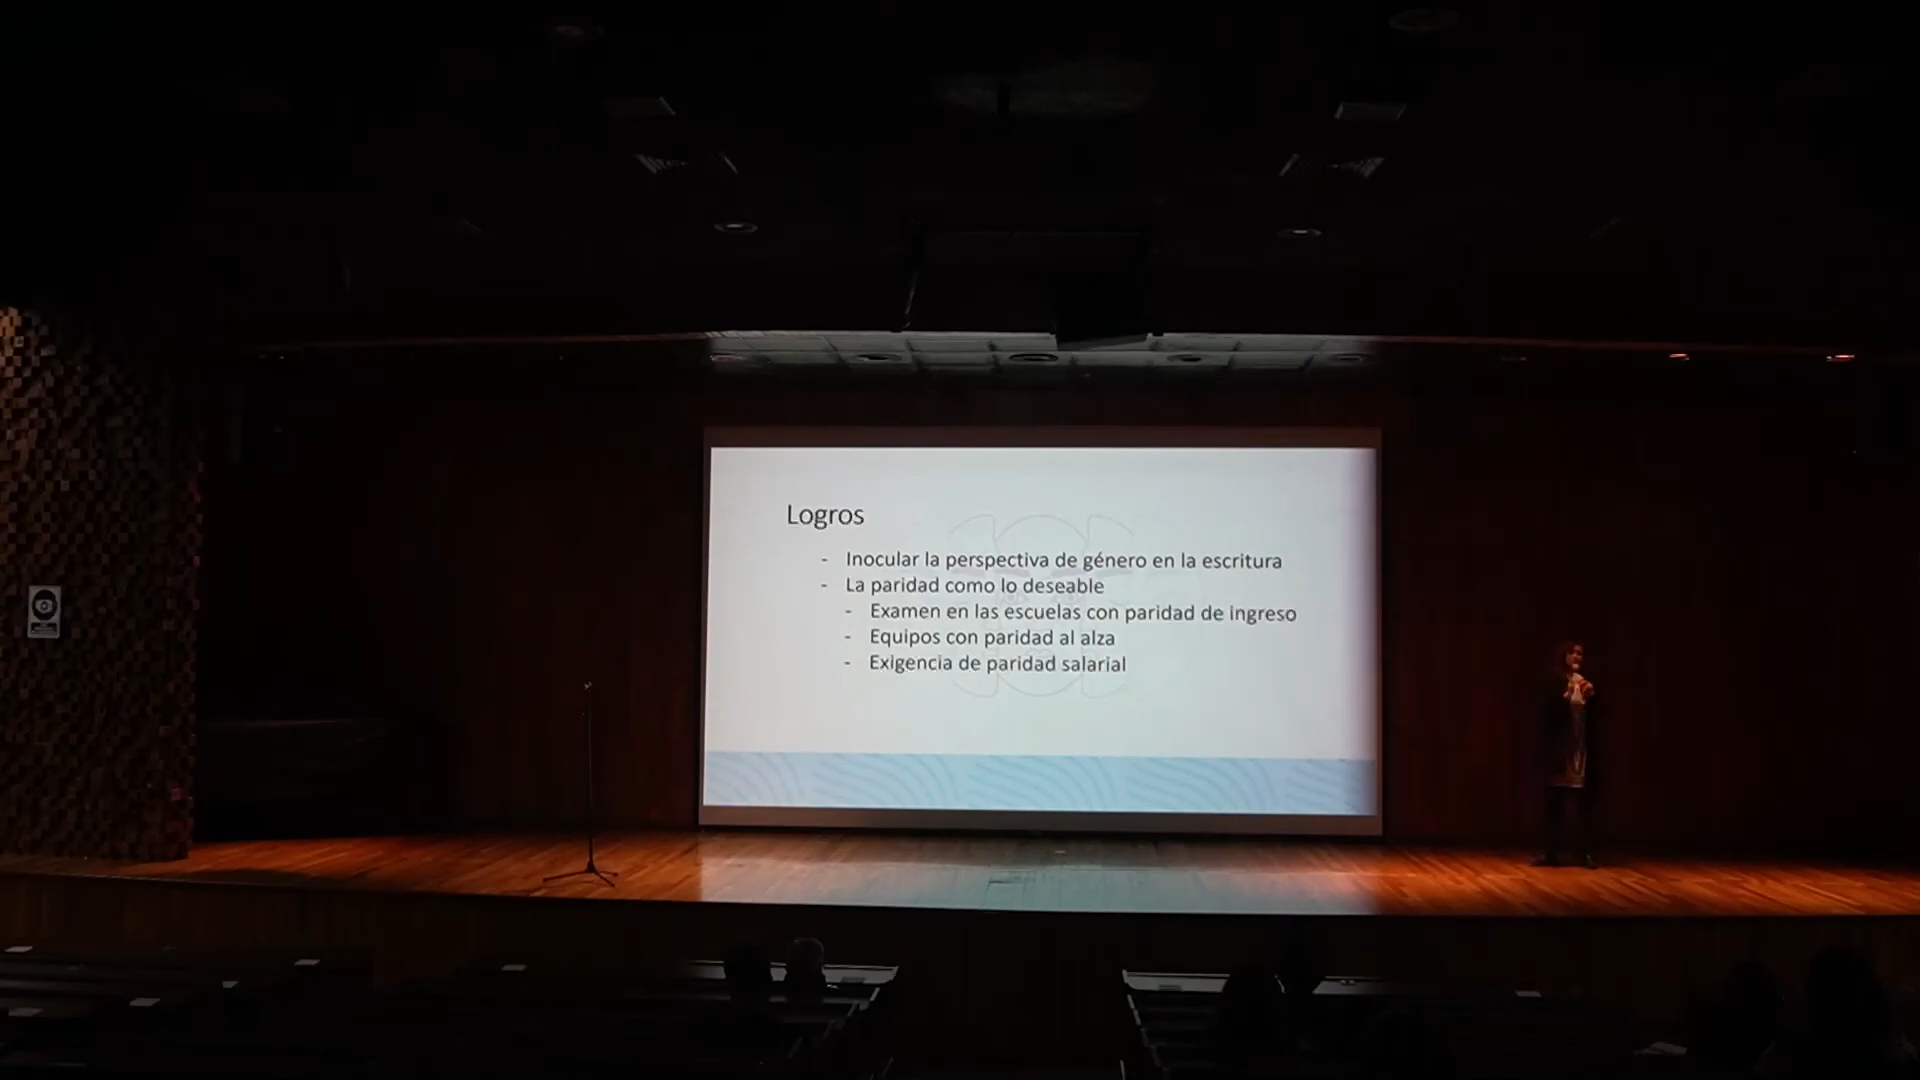 Logros
- Inocular la perspectiva de género en la escritura
- La paridad como lo deseable
- Examen en las escuelas con paridad de ingreso
- Equipos con paridad al alza
- Exigencia de paridad salarial